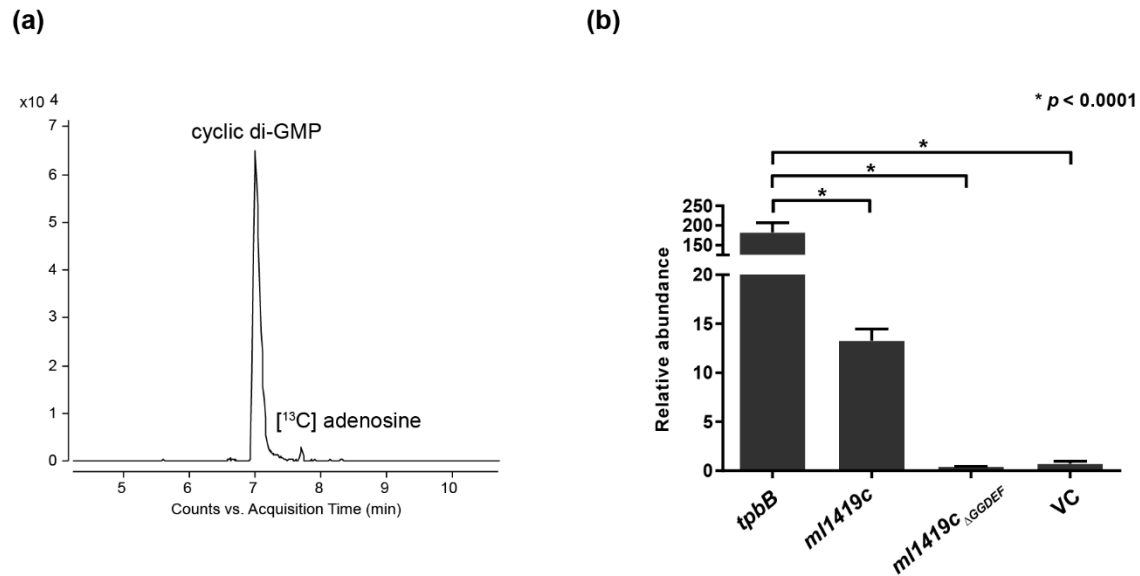 (a)
x10 4
7
6
5
4
3
2
1
0
cyclic di-GMP
[¹³C] adenosine
5 6 7 8 9 10
Counts vs. Acquisition Time (min)
(b)
* p < 0.0001
*
*
*
250
200
150
20
15
10
5
0
Relative abundance
tpbB
ml1419c
ml1419c ΔGGDEF
VC